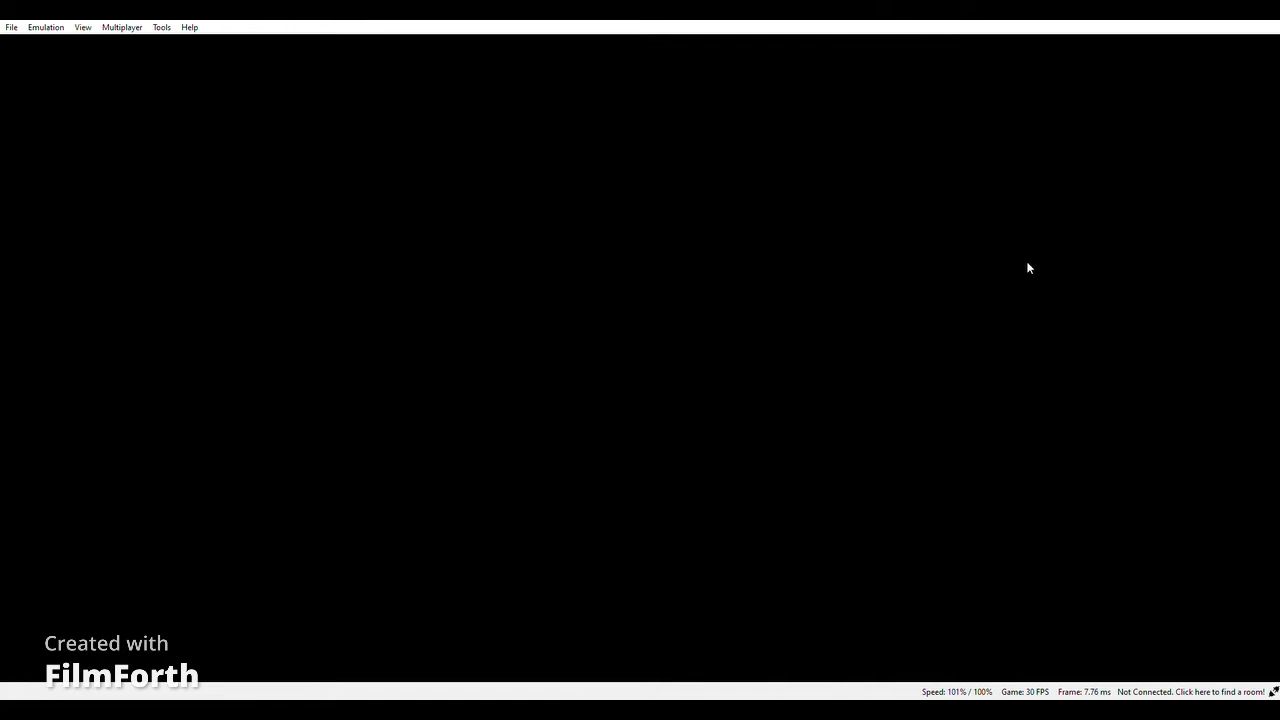 File Emulation View Multiplayer Tools Help
Created with
FilmForth
Speed: 101% / 100% Game: 30 FPS Frame: 7.76 ms Not Connected. Click here to find a room!